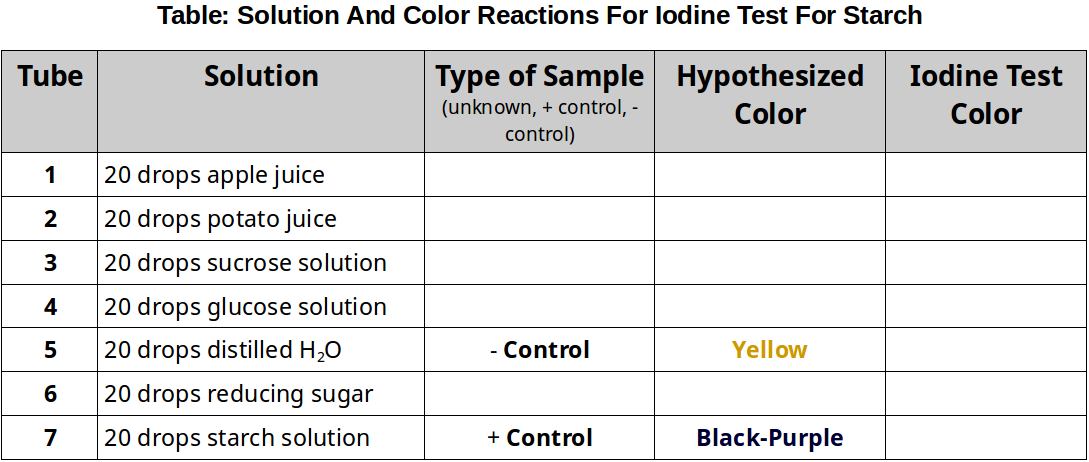 Table: Solution And Color Reactions For Iodine Test For Starch
Tube Solution Type of Sample (unknown, + control, - control) Hypothesized Color Iodine Test Color
1 20 drops apple juice
2 20 drops potato juice
3 20 drops sucrose solution
4 20 drops glucose solution
5 20 drops distilled H₂O - Control Yellow
6 20 drops reducing sugar
7 20 drops starch solution + Control Black-Purple